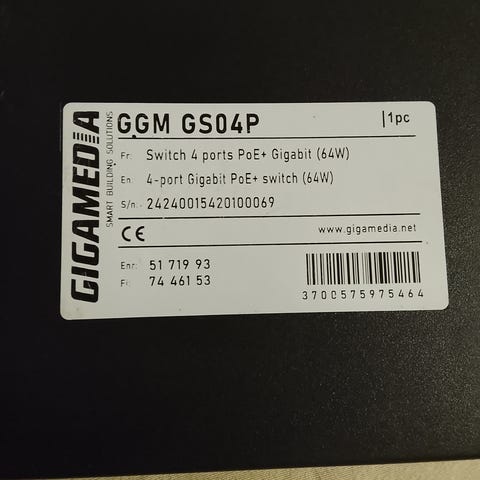 GIGAMEDIA
SMART BUILDING SOLUTIONS
GGM GS04P
1pc
Fr: Switch 4 ports PoE+ Gigabit (64W)
En: 4-port Gigabit PoE+ switch (64W)
S/n: 24240015420100069
CE
www.gigamedia.net
Enr: 51 719 93
Fc: 74 461 53
3700575975464